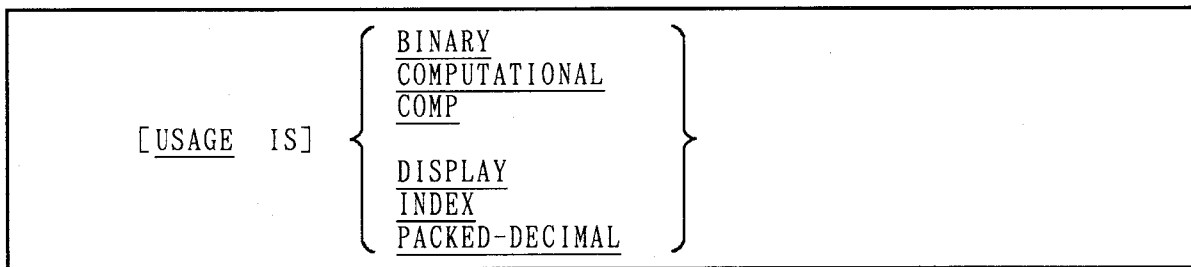 BINARY
COMPUTATIONAL
COMP
[USAGE IS]
DISPLAY
INDEX
PACKED-DECIMAL